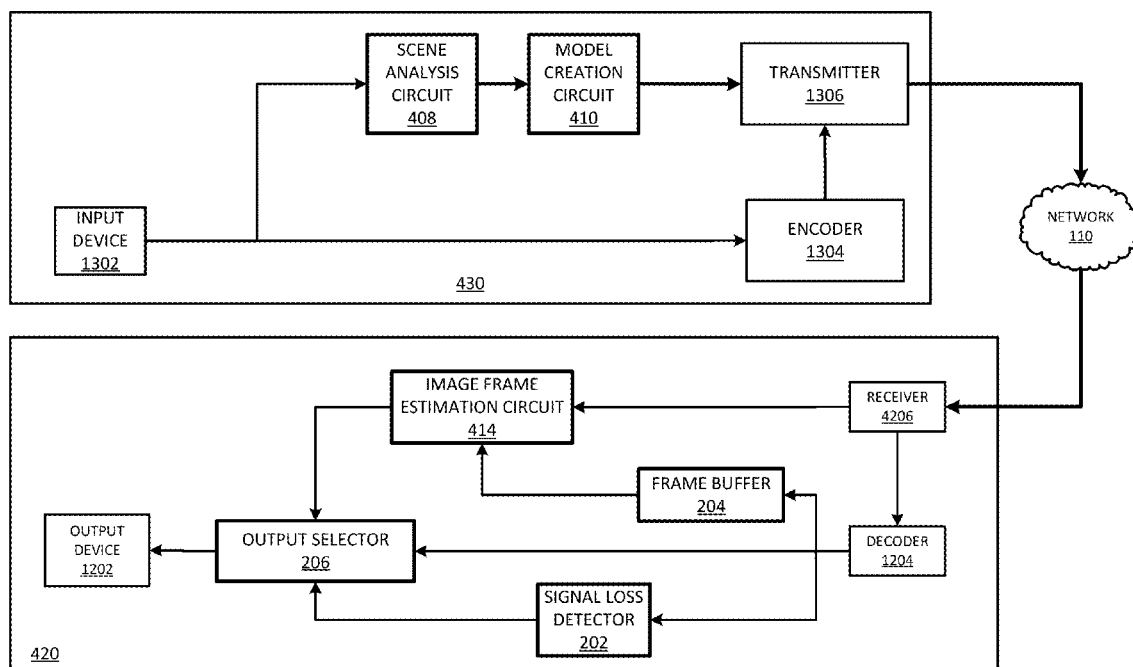 SCENE
ANALYSIS
CIRCUIT
408
MODEL
CREATION
CIRCUIT
410
TRANSMITTER
1306
INPUT
DEVICE
1302
ENCODER
1304
NETWORK
110
430
IMAGE FRAME
ESTIMATION CIRCUIT
414
RECEIVER
4206
FRAME BUFFER
204
OUTPUT
DEVICE
1202
OUTPUT SELECTOR
206
DECODER
1204
SIGNAL LOSS
DETECTOR
202
420